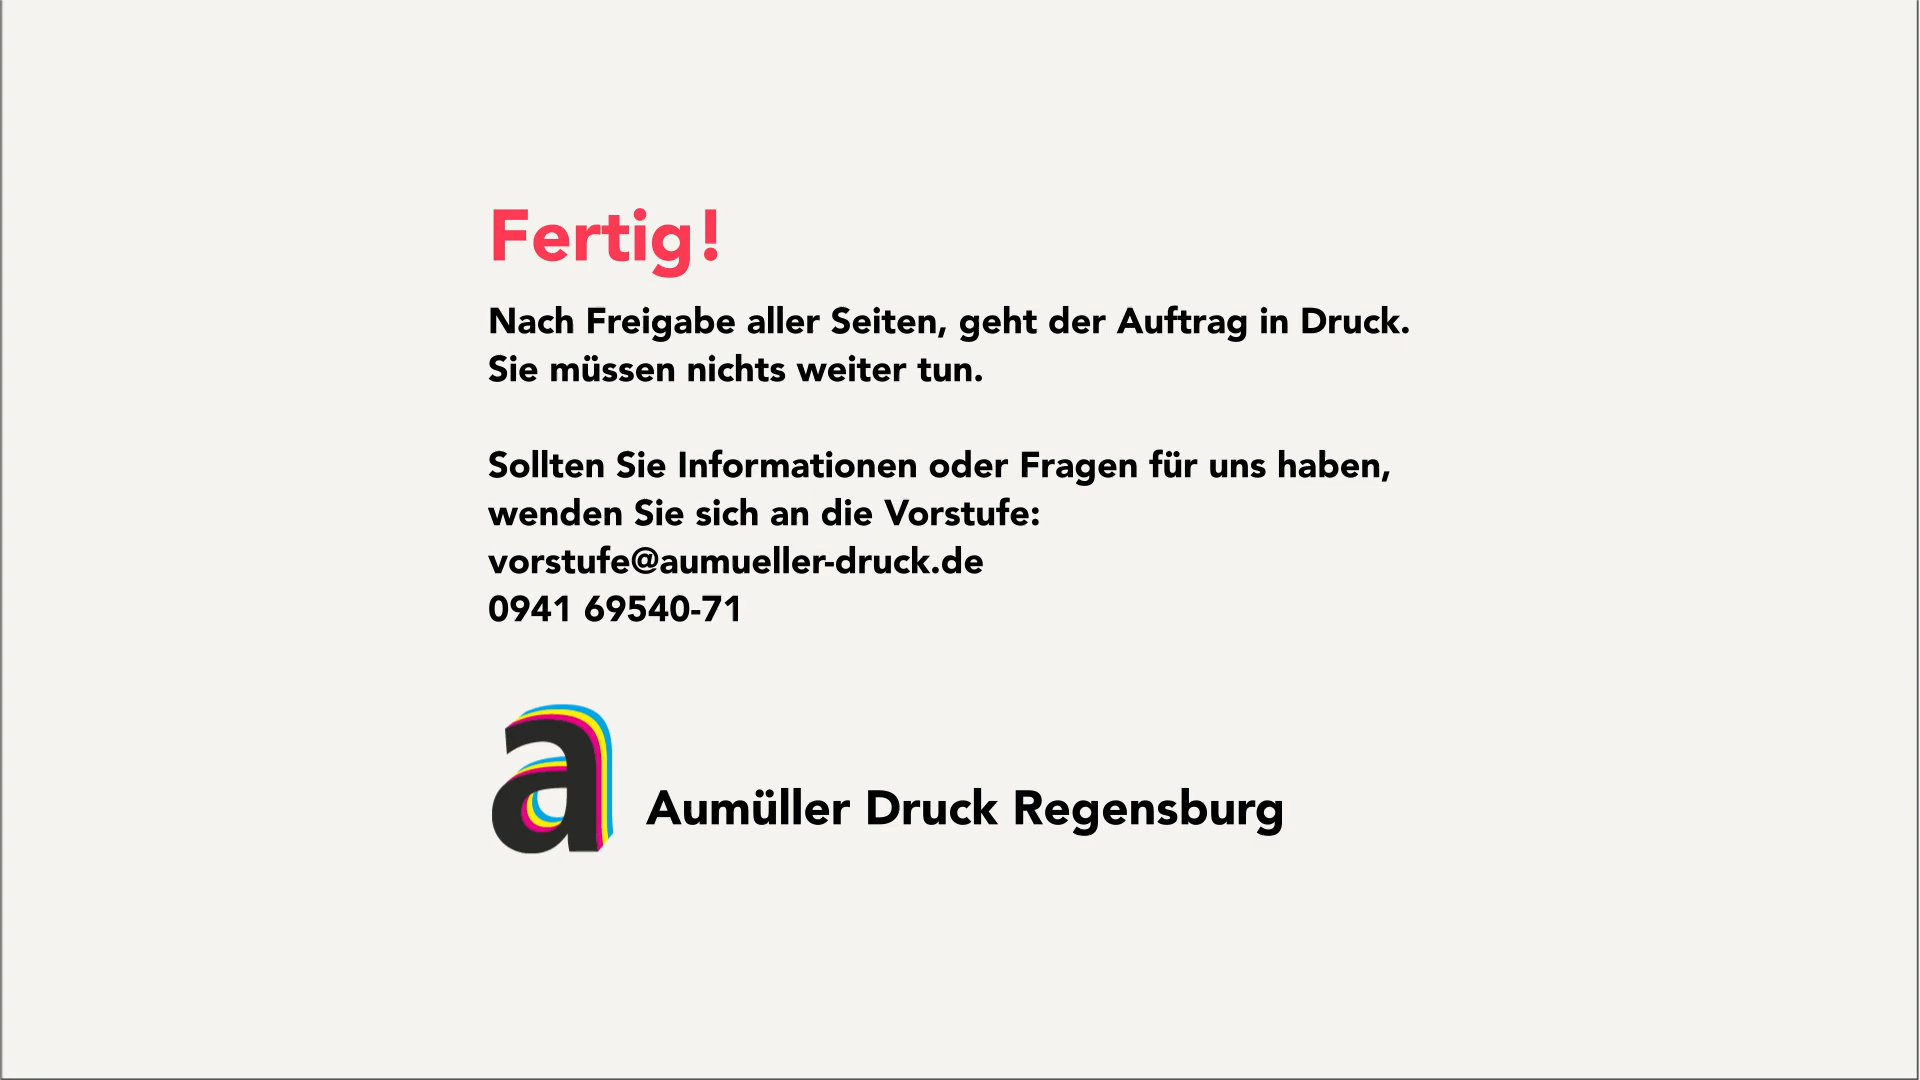 Fertig!
Nach Freigabe aller Seiten, geht der Auftrag in Druck.
Sie müssen nichts weiter tun.
Sollten Sie Informationen oder Fragen für uns haben,
wenden Sie sich an die Vorstufe:
vorstufe@aumueller-druck.de
0941 69540-71
a
Aumüller Druck Regensburg